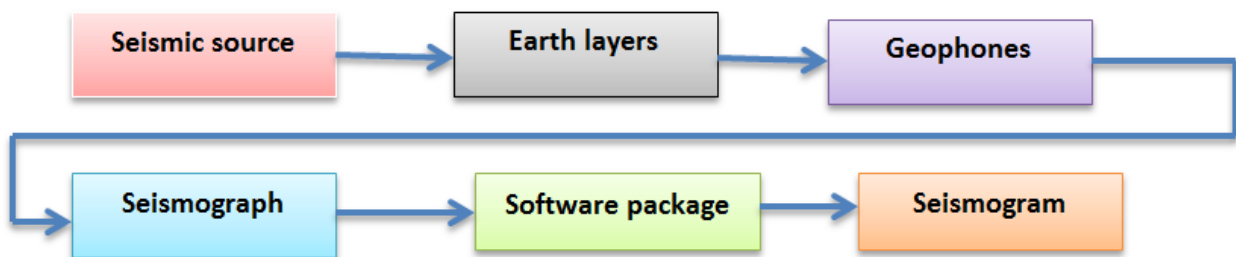 Seismic source
Earth layers
Geophones
Seismograph
Software package
Seismogram